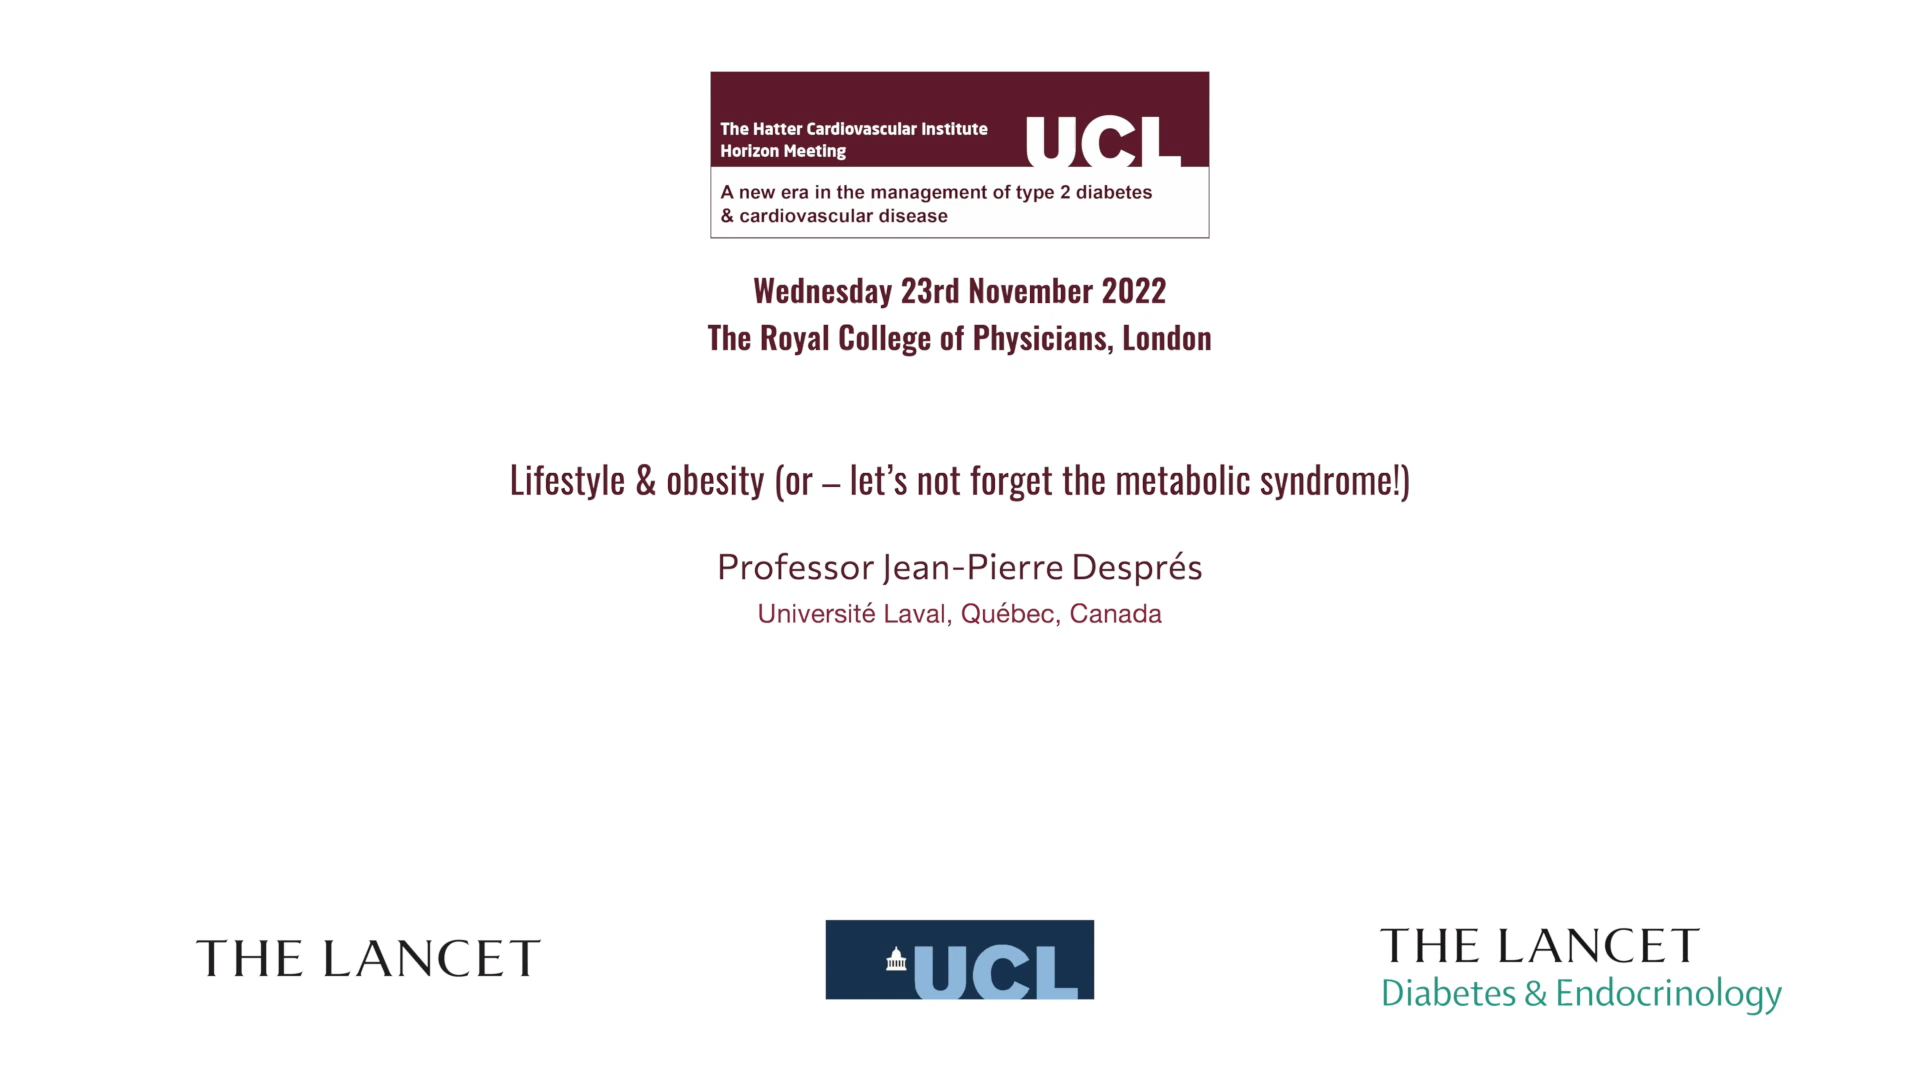 The Hatter Cardiovascular Institute
Horizon Meeting
UCL
A new era in the management of type 2 diabetes
& cardiovascular disease
Wednesday 23rd November 2022
The Royal College of Physicians, London
Lifestyle & obesity (or – let’s not forget the metabolic syndrome!)
Professor Jean-Pierre Després
Université Laval, Québec, Canada
THE LANCET
UCL
THE LANCET
Diabetes & Endocrinology